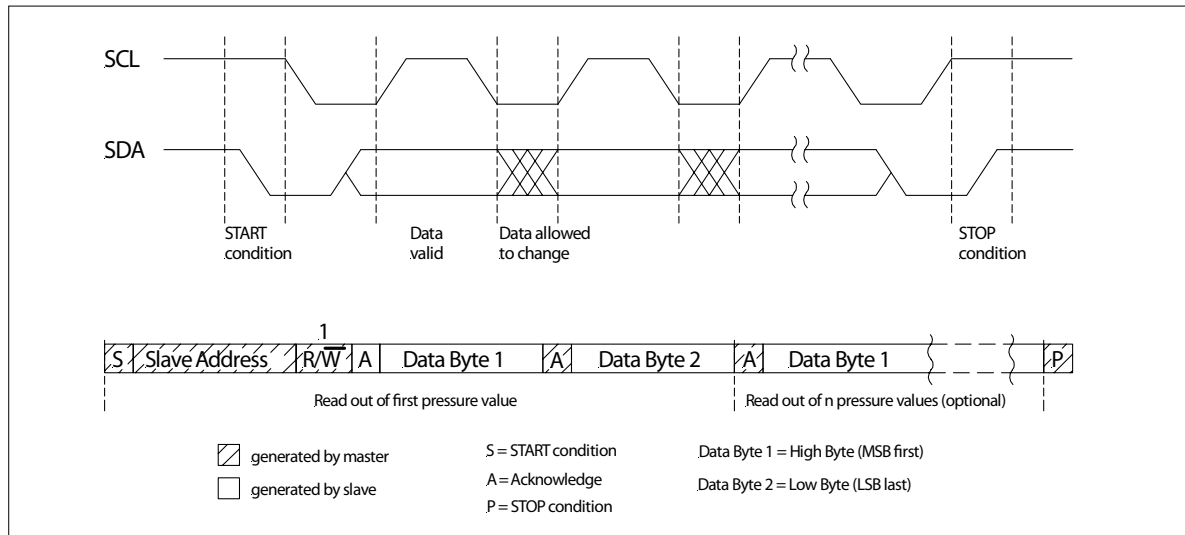 SCL
SDA
START
condition
Data
valid
Data allowed
to change
STOP
condition
1
S Slave Address R/W̅ A Data Byte 1 A Data Byte 2 A Data Byte 1 P
Read out of first pressure value
Read out of n pressure values (optional)
generated by master
generated by slave
S = START condition
A = Acknowledge
P = STOP condition
Data Byte 1 = High Byte (MSB first)
Data Byte 2 = Low Byte (LSB last)